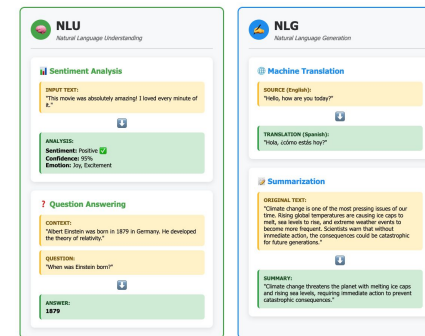 NLU
Natural Language Understanding
Sentiment Analysis
INPUT TEXT:
"This movie was absolutely amazing! I loved every minute of
it."
ANALYSIS:
Sentiment: Positive ✅
Confidence: 95%
Emotion: Joy, Excitement
Question Answering
CONTEXT:
"Albert Einstein was born in 1879 in Germany. He developed
the theory of relativity."
QUESTION:
"When was Einstein born?"
ANSWER:
1879
NLG
Natural Language Generation
Machine Translation
SOURCE (English):
"Hello, how are you today?"
TRANSLATION (Spanish):
"Hola, ¿cómo estás hoy?"
Summarization
ORIGINAL TEXT:
"Climate change is one of the most pressing issues of our
time. Rising global temperatures are causing ice caps to
melt, sea levels to rise, and extreme weather events to
become more frequent. Scientists warn that without
immediate action, the consequences could be catastrophic
for future generations."
SUMMARY:
"Climate change threatens the planet with melting ice caps
and rising sea levels, requiring immediate action to prevent
catastrophic consequences."